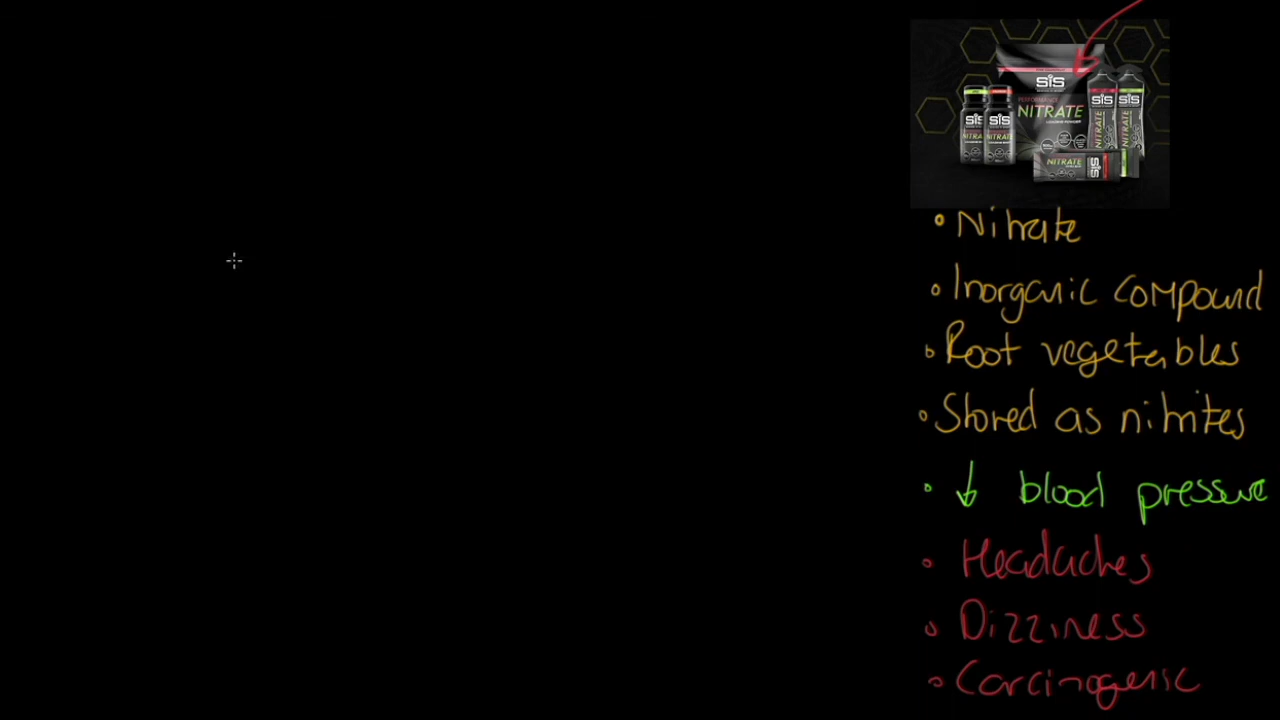 SiS
PERFORMANCE
NITRATE
SiS
NITRATE
SiS
NITRATE
SiS
NITRATE
SiS
NITRATE
NITRATE
SiS
• Nitrate
• Inorganic compound
• Root vegetables
• Stored as nitrites
• ↓ blood pressure
• Headaches
• Dizziness
• Carcinogenic